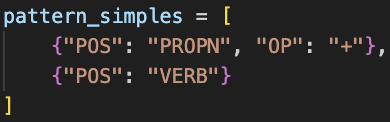 pattern_simples = [
    {"POS": "PROPN", "OP": "+"},
    {"POS": "VERB"}
]